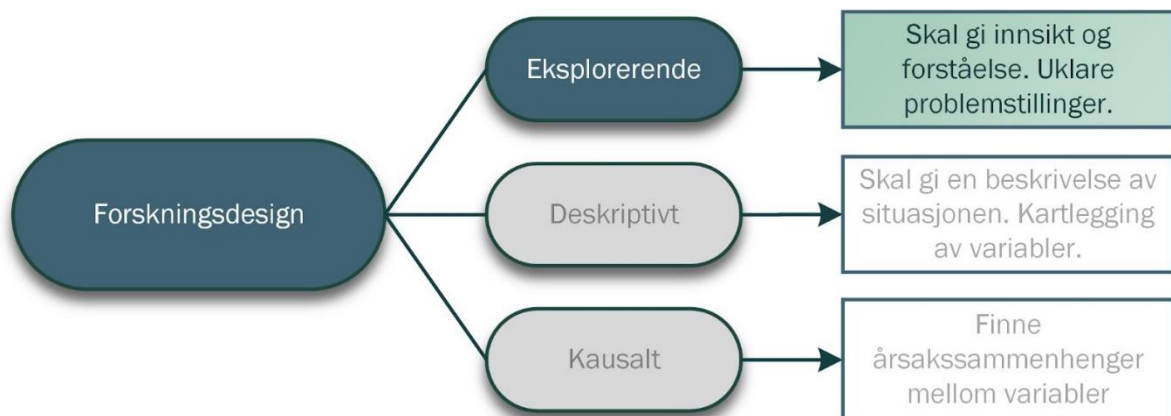 Forskningsdesign
Eksplorerende
Skal gi innsikt og
forståelse. Uklare
problemstillinger.
Deskriptivt
Skal gi en beskrivelse av
situasjonen. Kartlegging
av variabler.
Kausalt
Finne
årsakssammenhenger
mellom variabler